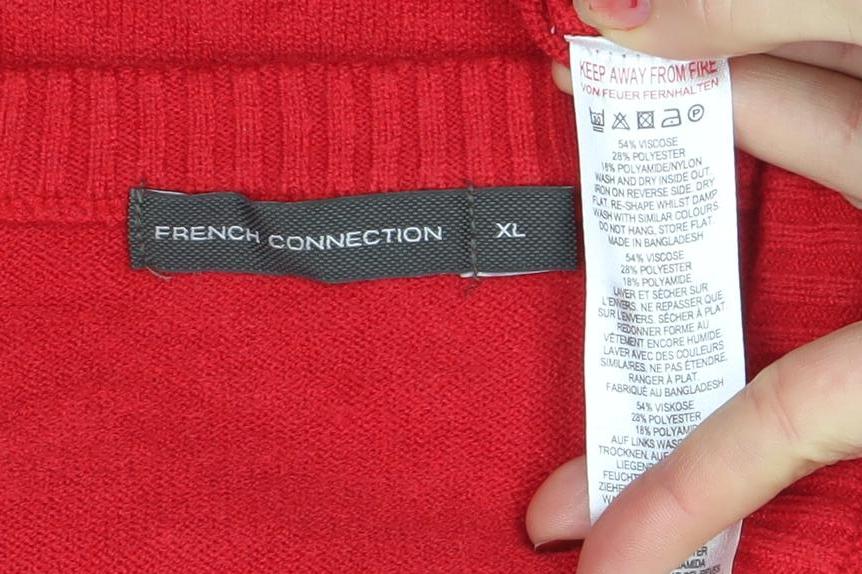 FRENCH CONNECTION
XL
KEEP AWAY FROM FIRE
VON FEUER FERNHALTEN
30
P
54% VISCOSE
28% POLYESTER
18% POLYAMIDE/NYLON
WASH AND DRY INSIDE OUT.
IRON ON REVERSE SIDE. DRY
FLAT. RE-SHAPE WHILST DAMP.
WASH WITH SIMILAR COLOURS
DO NOT HANG, STORE FLAT.
MADE IN BANGLADESH
54% VISCOSE
28% POLYESTER
18% POLYAMIDE
LAVER ET SÉCHER SUR
L'ENVERS. NE REPASSER QUE
SUR L'ENVERS. SÉCHER À PLAT
REDONNER FORME AU
VÊTEMENT ENCORE HUMIDE.
LAVER AVEC DES COULEURS
SIMILAIRES. NE PAS ÉTENDRE,
RANGER À PLAT
FABRIQUÉ AU BANGLADESH
54% VISKOSE
28% POLYESTER
18% POLYAMID
AUF LINKS
TROCKNEN.